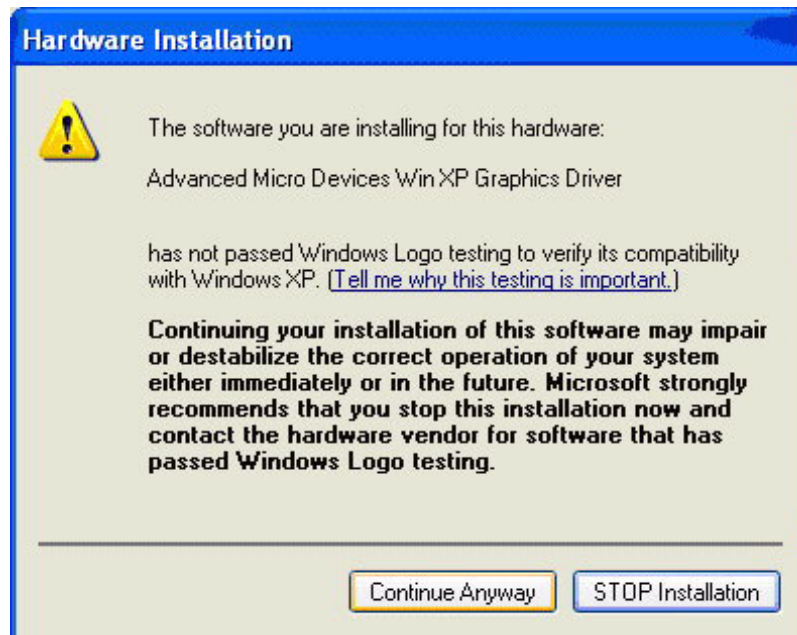 Hardware Installation
The software you are installing for this hardware:
Advanced Micro Devices Win XP Graphics Driver
has not passed Windows Logo testing to verify its compatibility
with Windows XP. (Tell me why this testing is important.)
Continuing your installation of this software may impair
or destabilize the correct operation of your system
either immediately or in the future. Microsoft strongly
recommends that you stop this installation now and
contact the hardware vendor for software that has
passed Windows Logo testing.
Continue Anyway
STOP Installation